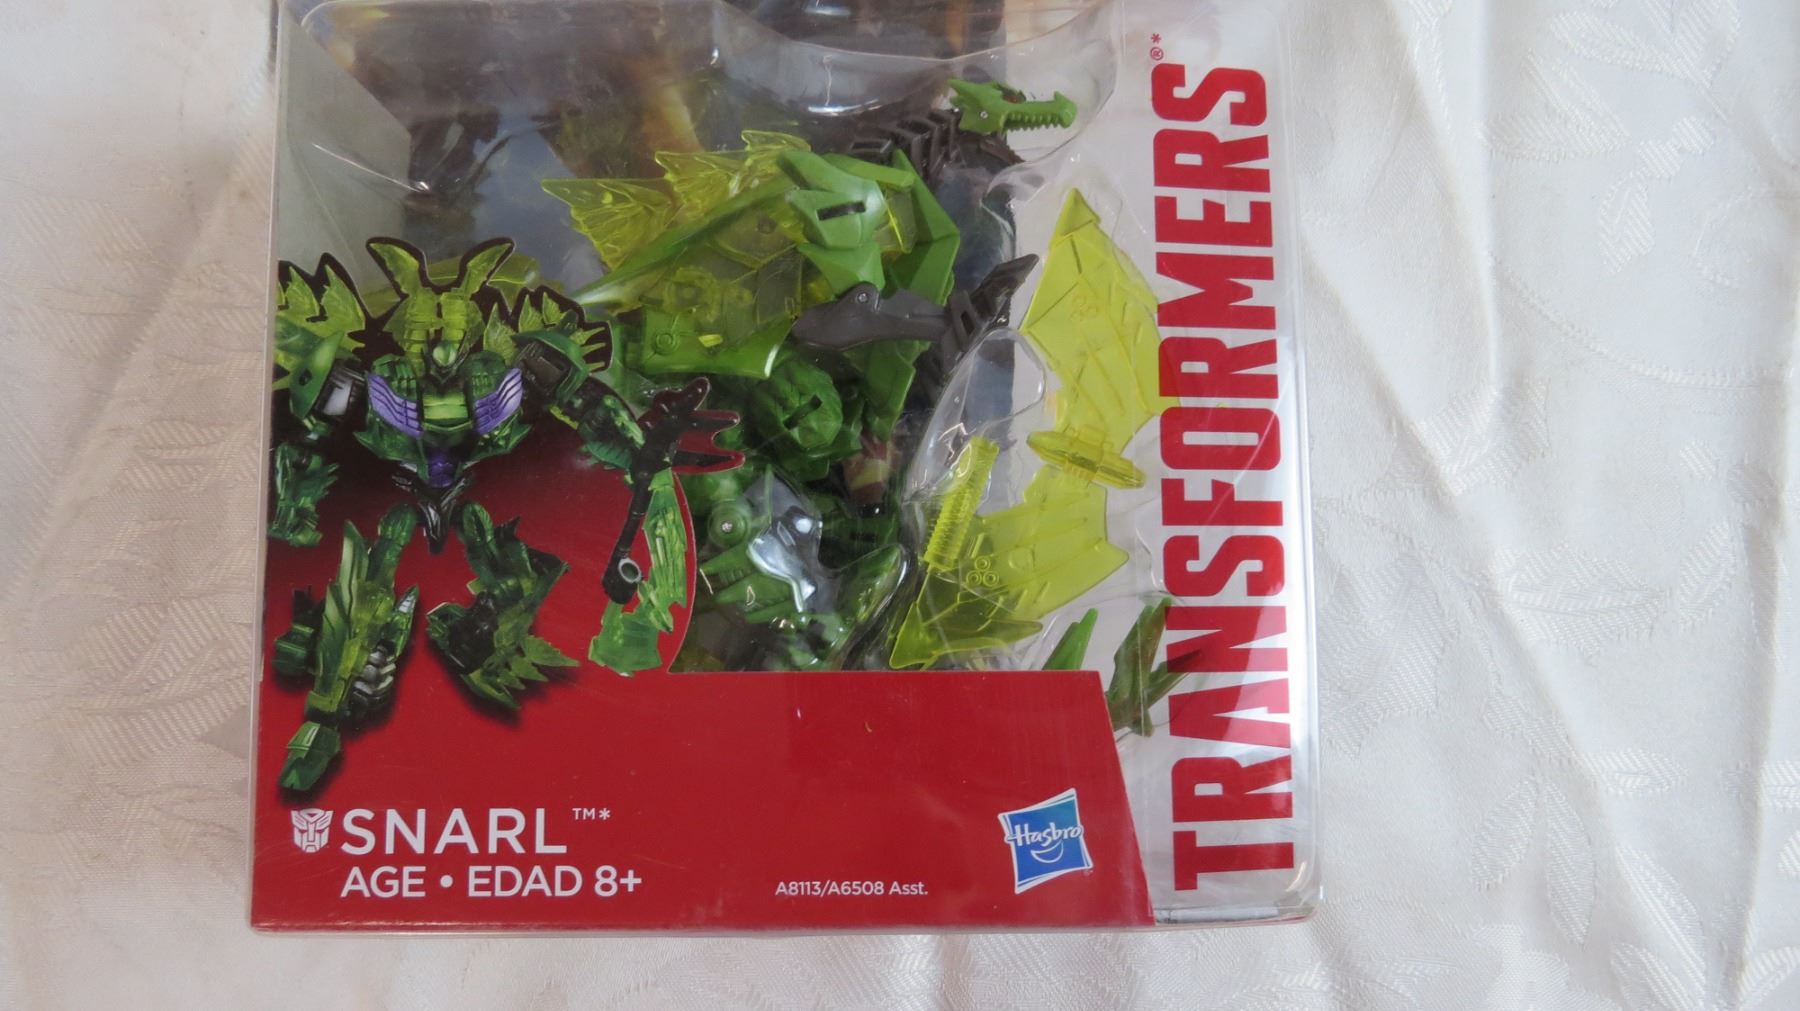 TRANSFORMERS®*
SNARL™*
AGE • EDAD 8+
A8113/A6508 Asst.
Hasbro